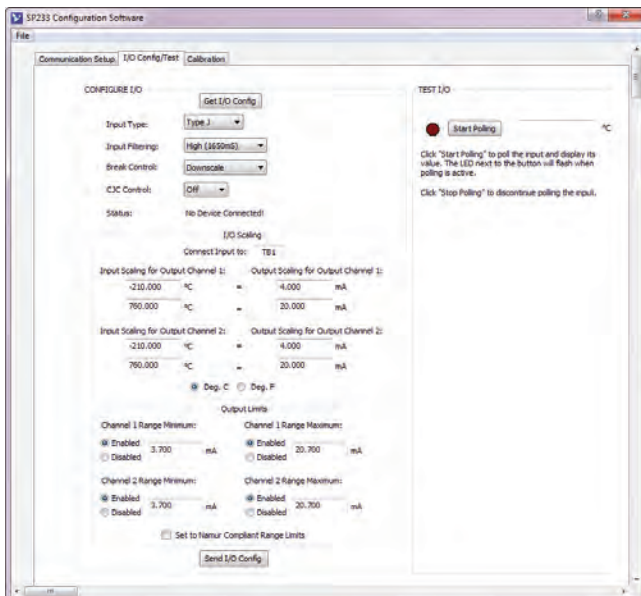 SP233 Configuration Software
File
Communication Setup I/O Config/Test Calibration
CONFIGURE I/O
Get I/O Config
Input Type: Type J
Input Filtering: High (1650mS)
Break Control: Downscale
CJC Control: Off
Status: No Device Connected!
I/O Scaling
Connect Input to: TB1
Input Scaling for Output Channel 1: Output Scaling for Output Channel 1:
-210.000 ºC = 4.000 mA
760.000 ºC = 20.000 mA
Input Scaling for Output Channel 2: Output Scaling for Output Channel 2:
-210.000 ºC = 4.000 mA
760.000 ºC = 20.000 mA
Deg. C Deg. F
Output Limits
Channel 1 Range Minimum: Channel 1 Range Maximum:
Enabled 3.700 mA Enabled 20.700 mA
Disabled Disabled
Channel 2 Range Minimum: Channel 2 Range Maximum:
Enabled 3.700 mA Enabled 20.700 mA
Disabled Disabled
Set to Namur Compliant Range Limits
Send I/O Config
TEST I/O
Start Polling ºC
Click "Start Polling" to poll the input and display its
value. The LED next to the button will flash when
polling is active.
Click "Stop Polling" to discontinue polling the input.